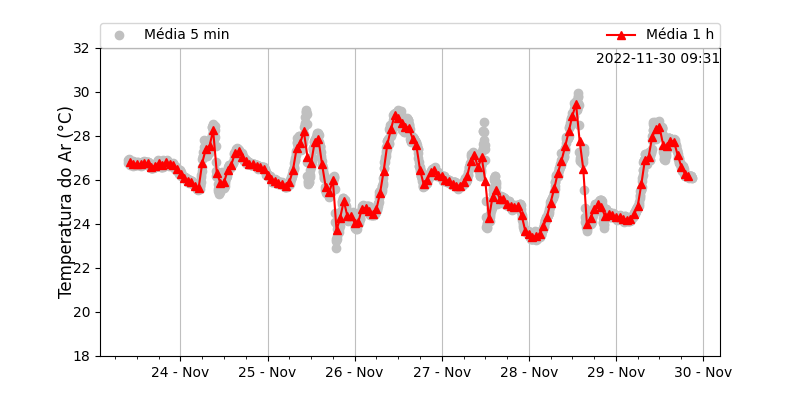 Média 5 min
Média 1 h
2022-11-30 09:31
Temperatura do Ar (°C)
32
30
28
26
24
22
20
18
24 - Nov
25 - Nov
26 - Nov
27 - Nov
28 - Nov
29 - Nov
30 - Nov